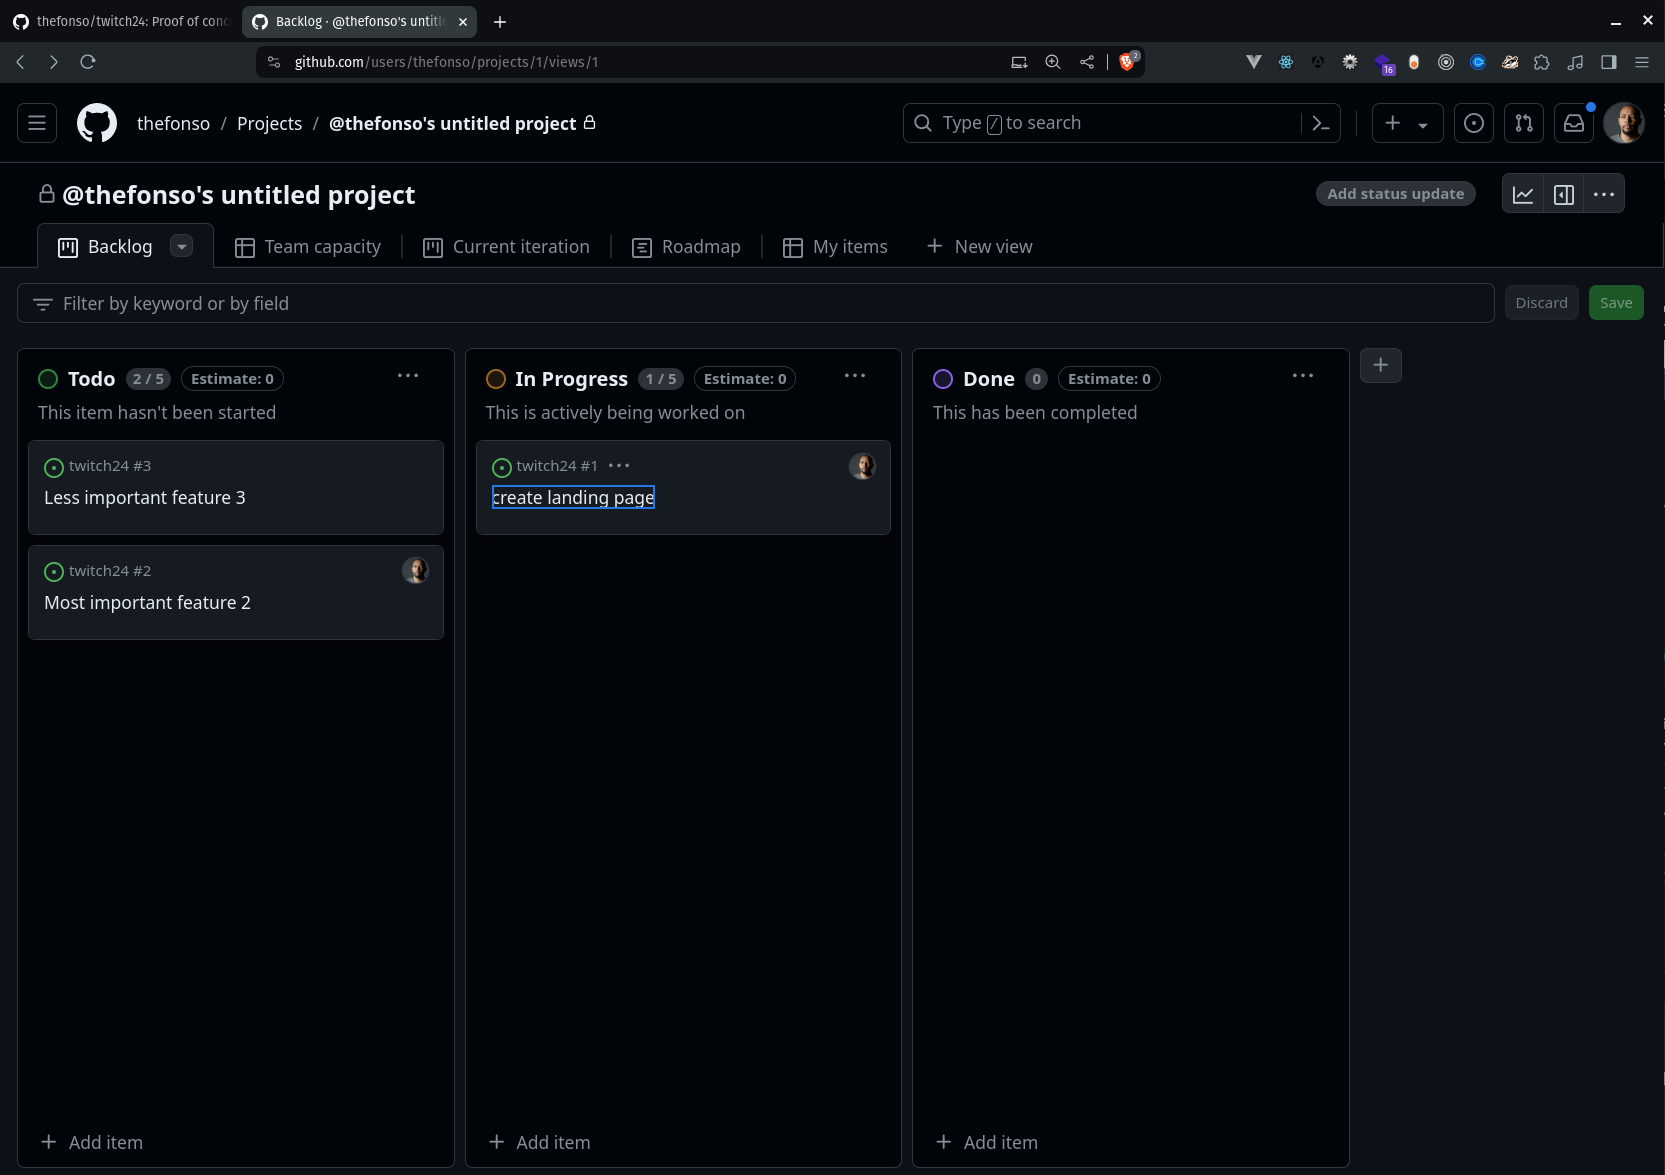 thefonso/twitch24: Proof of conc
Backlog · @thefonso's untitle
github.com/users/thefonso/projects/1/views/1
2
16
thefonso / Projects / @thefonso's untitled project
Type / to search
@thefonso's untitled project
Add status update
Backlog
Team capacity
Current iteration
Roadmap
My items
New view
Filter by keyword or by field
Discard
Save
Todo 2 / 5 Estimate: 0
This item hasn't been started
twitch24 #3
Less important feature 3
twitch24 #2
Most important feature 2
Add item
In Progress 1 / 5 Estimate: 0
This is actively being worked on
twitch24 #1
create landing page
Add item
Done 0 Estimate: 0
This has been completed
Add item